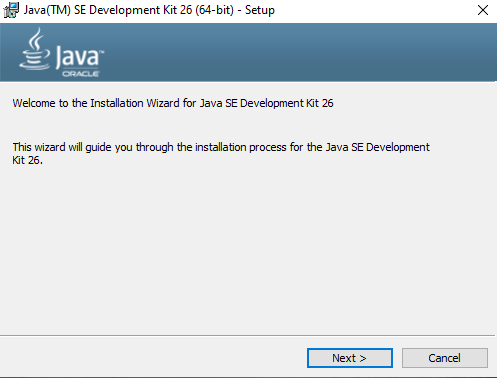 Java(TM) SE Development Kit 26 (64-bit) - Setup
Java™
ORACLE
Welcome to the Installation Wizard for Java SE Development Kit 26
This wizard will guide you through the installation process for the Java SE Development
Kit 26.
Next >
Cancel